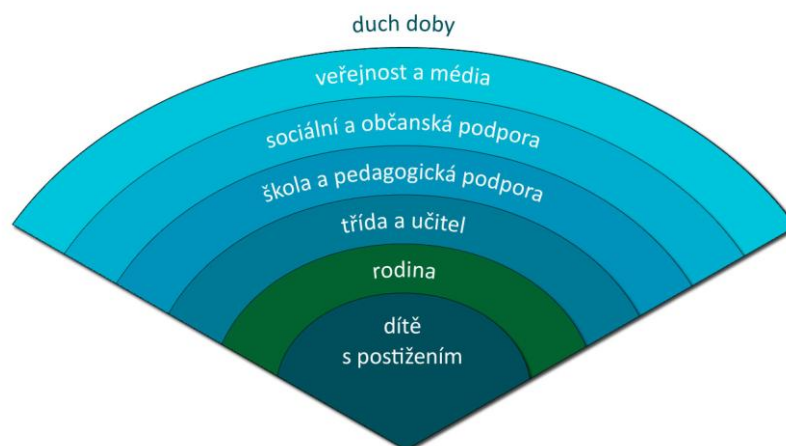 duch doby
veřejnost a média
sociální a občanská podpora
škola a pedagogická podpora
třída a učitel
rodina
dítě
s postižením